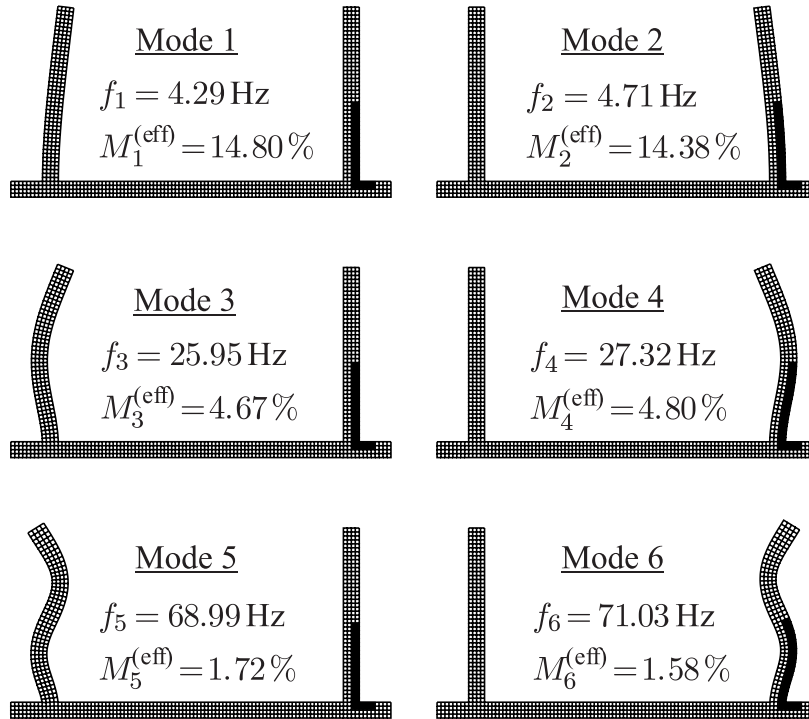 Mode 1
f₁ = 4.29 Hz
M₁^(eff) = 14.80 %
Mode 2
f₂ = 4.71 Hz
M₂^(eff) = 14.38 %
Mode 3
f₃ = 25.95 Hz
M₃^(eff) = 4.67 %
Mode 4
f₄ = 27.32 Hz
M₄^(eff) = 4.80 %
Mode 5
f₅ = 68.99 Hz
M₅^(eff) = 1.72 %
Mode 6
f₆ = 71.03 Hz
M₆^(eff) = 1.58 %